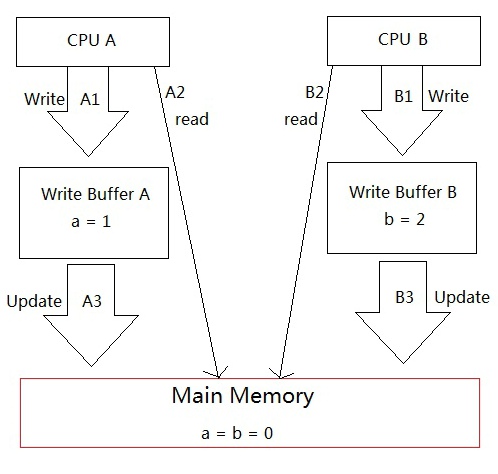 CPU A
CPU B
Write A1
A2
read
B2
read
B1 Write
Write Buffer A
a = 1
Write Buffer B
b = 2
Update A3
B3 Update
Main Memory
a = b = 0